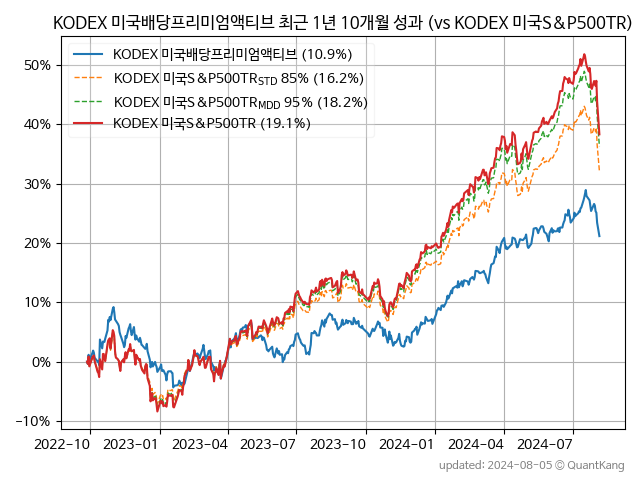 KODEX 미국배당프리미엄액티브 최근 1년 10개월 성과 (vs KODEX 미국S&P500TR)
KODEX 미국배당프리미엄액티브 (10.9%)
KODEX 미국S&P500TR STD 85% (16.2%)
KODEX 미국S&P500TR MDD 95% (18.2%)
KODEX 미국S&P500TR (19.1%)
50%
40%
30%
20%
10%
0%
−10%
2022-10 2023-01 2023-04 2023-07 2023-10 2024-01 2024-04 2024-07
updated: 2024-08-05 © QuantKang